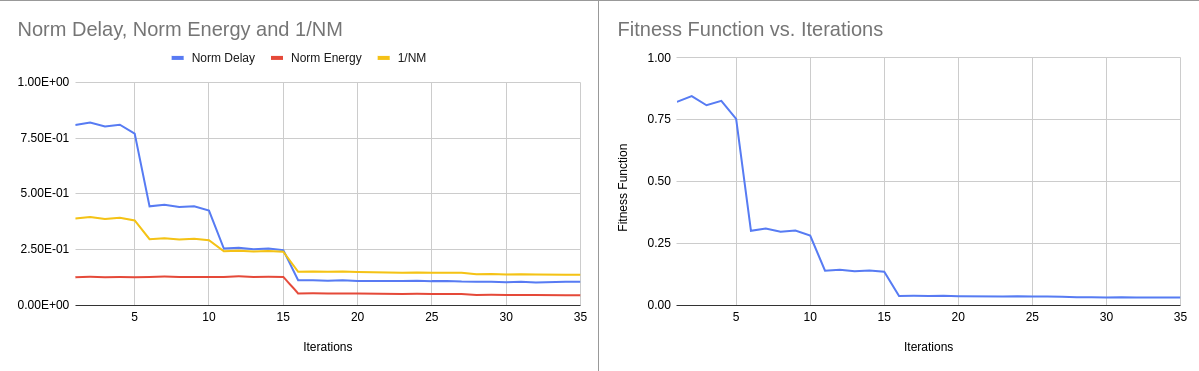 Norm Delay, Norm Energy and 1/NM
Norm Delay Norm Energy 1/NM
1.00E+00
7.50E-01
5.00E-01
2.50E-01
0.00E+00
5 10 15 20 25 30 35
Iterations
Fitness Function vs. Iterations
Fitness Function
1.00
0.75
0.50
0.25
0.00
5 10 15 20 25 30 35
Iterations